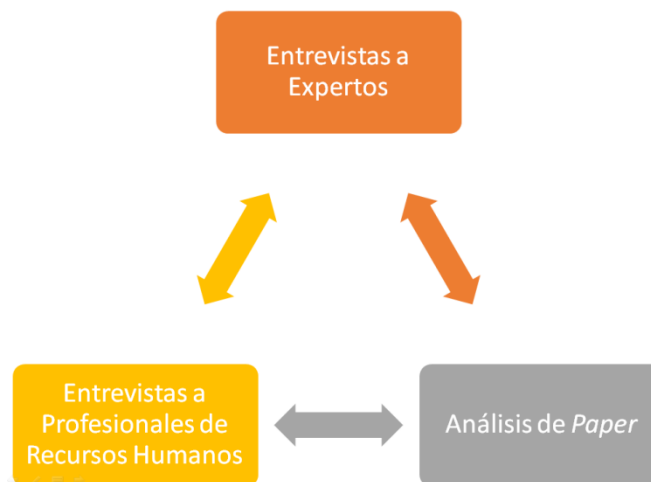 Entrevistas a
Expertos
Entrevistas a
Profesionales de
Recursos Humanos
Análisis de Paper